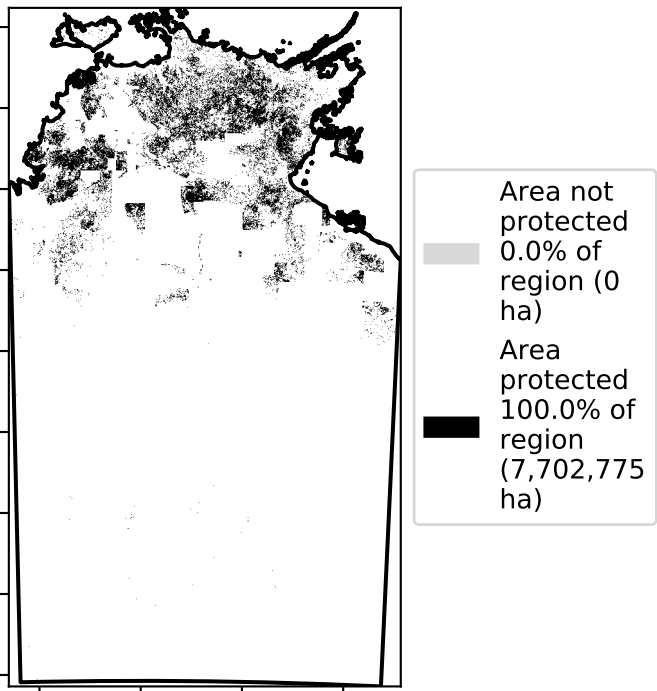 Area not
protected
0.0% of
region (0
ha)
Area
protected
100.0% of
region
(7,702,775
ha)